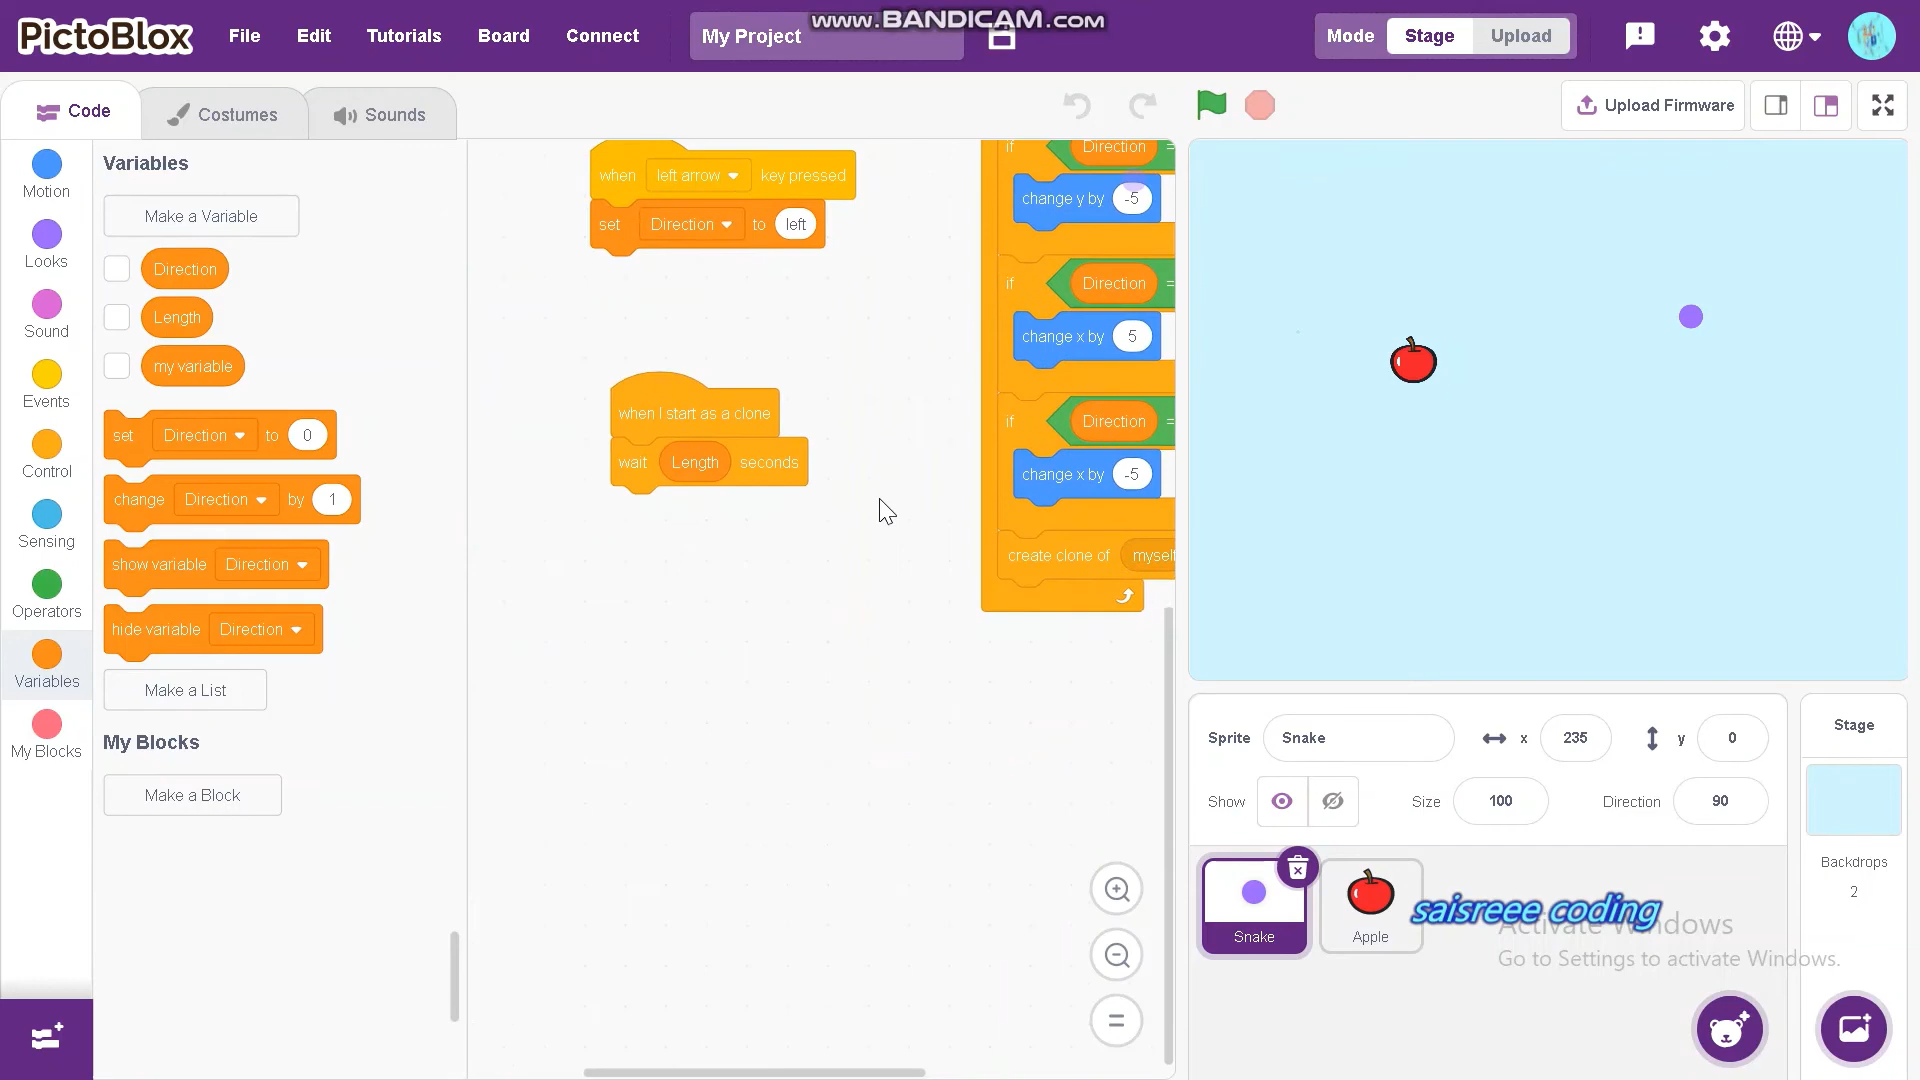 www.BANDICAM.com
PictoBlox
File
Edit
Tutorials
Board
Connect
My Project
Mode
Stage
Upload
Code
Costumes
Sounds
Upload Firmware
Motion
Looks
Sound
Events
Control
Sensing
Operators
Variables
My Blocks
Variables
Make a Variable
Direction
Length
my variable
set Direction to 0
change Direction by 1
show variable Direction
hide variable Direction
Make a List
My Blocks
Make a Block
when left arrow key pressed
set Direction to left
when I start as a clone
wait Length seconds
if Direction =
change y by -5
if Direction =
change x by 5
if Direction =
change x by -5
create clone of myself
Sprite Snake x 235 y 0
Show Size 100 Direction 90
Snake
Apple
saisreee coding
Stage
Backdrops
2
Activate Windows
Go to Settings to activate Windows.